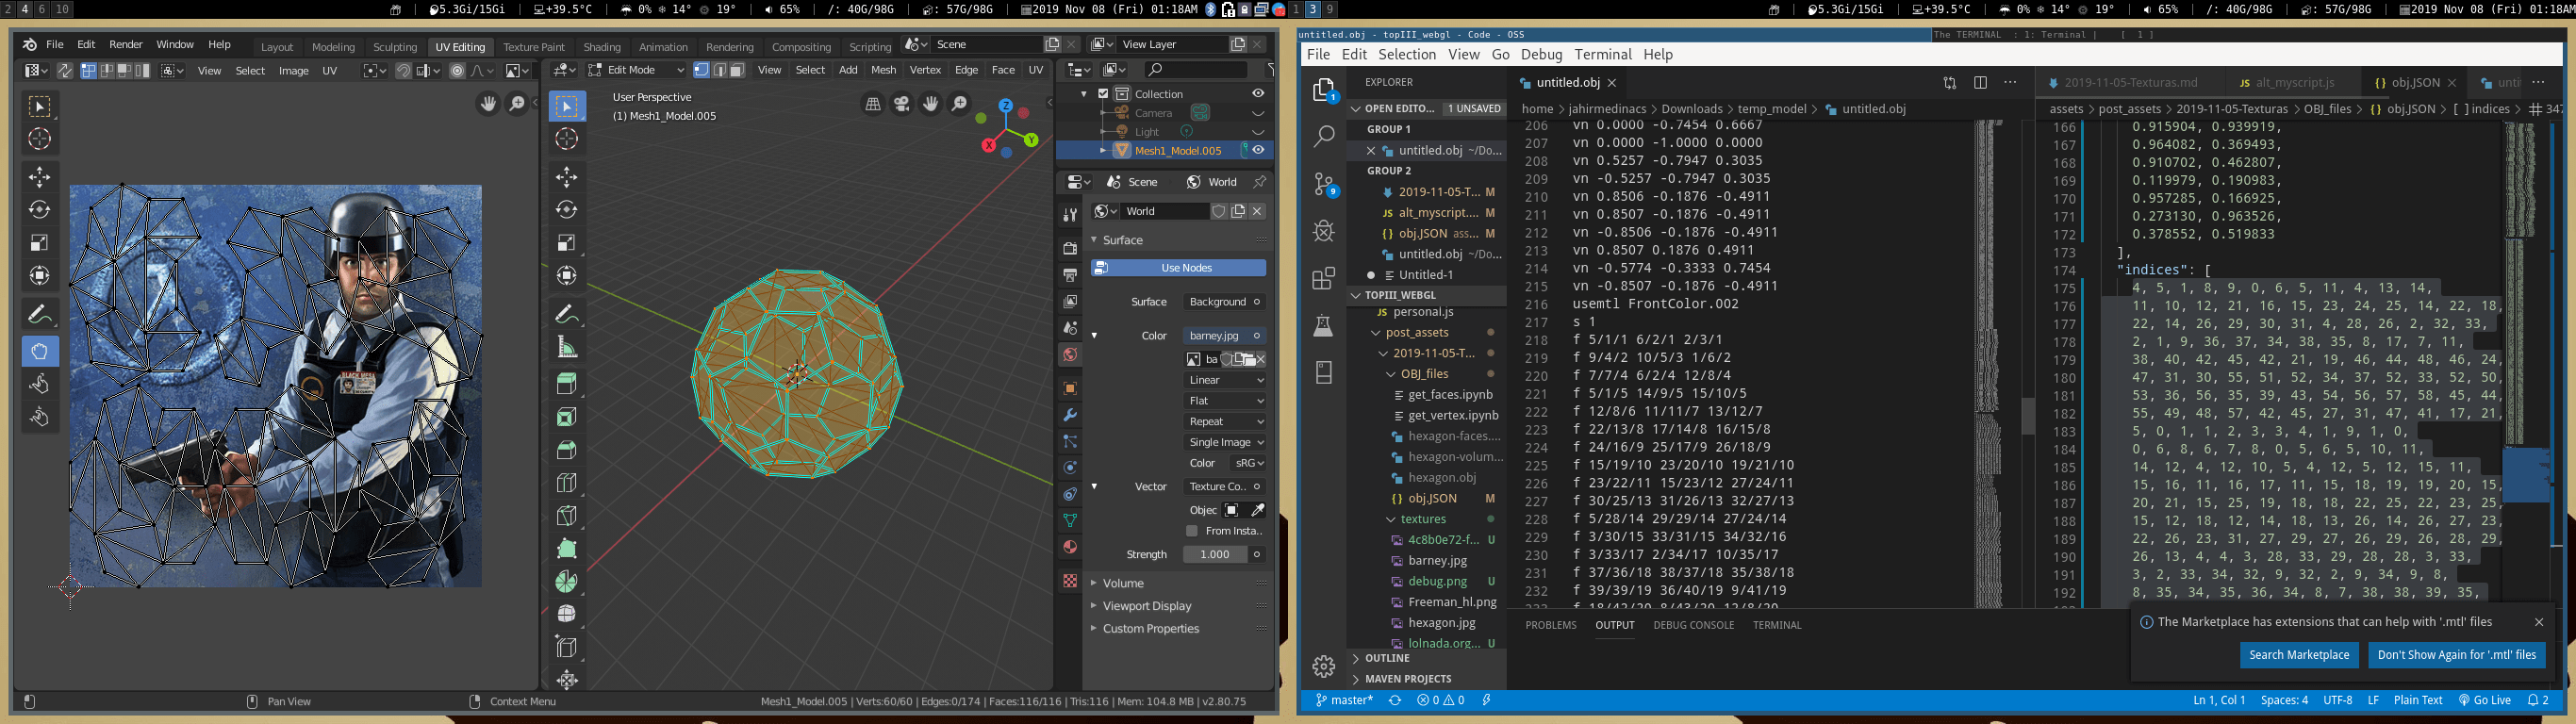 2 4 6 10
5.3Gi/15Gi | +39.5°C | 0% 14° 19° | 65% | /: 40G/98G | : 57G/98G | 2019 Nov 08 (Fri) 01:18AM
1 3 9
5.3Gi/15Gi | +39.5°C | 0% 14° 19° | 65% | /: 40G/98G | : 57G/98G | 2019 Nov 08 (Fri) 01:18AM
File Edit Render Window Help Layout Modeling Sculpting UV Editing Texture Paint Shading Animation Rendering Compositing Scripting Scene View Layer
View Select Image UV
Edit Mode View Select Add Mesh Vertex Edge Face UV
User Perspective
(1) Mesh1_Model.005
Z
Y
X
BLACK MESA
Collection
Camera
Light
Mesh1_Model.005
Scene World
World
Surface
Use Nodes
Surface Background
Color barney.jpg
ba
Linear
Flat
Repeat
Single Image
Color sRG
Vector Texture Co..
Objec
From Insta..
Strength 1.000
Volume
Viewport Display
Custom Properties
Pan View
Context Menu
Mesh1_Model.005 | Verts:60/60 | Edges:0/174 | Faces:116/116 | Tris:116 | Mem: 104.8 MB | v2.80.75
untitled.obj - topIII_webgl - Code - OSS
The TERMINAL : 1: Terminal | [ 1 ]
File Edit Selection View Go Debug Terminal Help
EXPLORER
OPEN EDITO... 1 UNSAVED
GROUP 1
untitled.obj ~/Do...
GROUP 2
2019-11-05-T... M
alt_myscript.... M
obj.JSON ass... M
untitled.obj ~/Do...
Untitled-1
TOPIII_WEBGL
personal.js
post_assets
2019-11-05-T...
OBJ_files
get_faces.ipynb
get_vertex.ipynb
hexagon-faces....
hexagon-volum...
hexagon.obj
obj.JSON M
textures
4c8b0e72-f... U
barney.jpg
debug.png U
Freeman_hl.png
hexagon.jpg
lolnada.org... U
OUTLINE
MAVEN PROJECTS
untitled.obj
home > jahirmedinacs > Downloads > temp_model > untitled.obj
206 vn 0.0000 -0.7454 0.6667
207 vn 0.0000 -1.0000 0.0000
208 vn 0.5257 -0.7947 0.3035
209 vn -0.5257 -0.7947 0.3035
210 vn 0.8506 -0.1876 -0.4911
211 vn 0.8507 -0.1876 -0.4911
212 vn -0.8506 -0.1876 -0.4911
213 vn 0.8507 0.1876 0.4911
214 vn -0.5774 -0.3333 0.7454
215 vn -0.8507 -0.1876 -0.4911
216 usemtl FrontColor.002
217 s 1
218 f 5/1/1 6/2/1 2/3/1
219 f 9/4/2 10/5/3 1/6/2
220 f 7/7/4 6/2/4 12/8/4
221 f 5/1/5 14/9/5 15/10/5
222 f 12/8/6 11/11/7 13/12/7
223 f 22/13/8 17/14/8 16/15/8
224 f 24/16/9 25/17/9 26/18/9
225 f 15/19/10 23/20/10 19/21/10
226 f 23/22/11 15/23/12 27/24/11
227 f 30/25/13 31/26/13 32/27/13
228 f 5/28/14 29/29/14 27/24/14
229 f 3/30/15 33/31/15 34/32/16
230 f 3/33/17 2/34/17 10/35/17
231 f 37/36/18 38/37/18 35/38/18
232 f 39/39/19 36/40/19 9/41/19
f 18/42/20 8/43/20 12/8/20
PROBLEMS OUTPUT DEBUG CONSOLE TERMINAL
2019-11-05-Texturas.md alt_myscript.js obj.JSON unti
assets > post_assets > 2019-11-05-Texturas > OBJ_files > obj.JSON > [ ] indices > # 347
166 0.915904, 0.939919,
167 0.964082, 0.369493,
168 0.910702, 0.462807,
169 0.119979, 0.190983,
170 0.957285, 0.166925,
171 0.273130, 0.963526,
172 0.378552, 0.519833
173 ],
174 "indices": [
175 4, 5, 1, 8, 9, 0, 6, 5, 11, 4, 13, 14,
176 11, 10, 12, 21, 16, 15, 23, 24, 25, 14, 22, 18,
177 22, 14, 26, 29, 30, 31, 4, 28, 26, 2, 32, 33,
178 2, 1, 9, 36, 37, 34, 38, 35, 8, 17, 7, 11,
179 38, 40, 42, 45, 42, 21, 19, 46, 44, 48, 46, 24,
180 47, 31, 30, 55, 51, 52, 34, 37, 52, 33, 52, 50,
181 53, 36, 56, 35, 39, 43, 54, 56, 57, 58, 45, 44,
182 55, 49, 48, 57, 42, 45, 27, 31, 47, 41, 17, 21,
183 5, 0, 1, 1, 2, 3, 3, 4, 1, 9, 1, 0,
184 0, 6, 8, 6, 7, 8, 0, 5, 6, 5, 10, 11,
185 14, 12, 4, 12, 10, 5, 4, 12, 5, 12, 15, 11,
186 15, 16, 11, 16, 17, 11, 15, 18, 19, 19, 20, 15,
187 20, 21, 15, 25, 19, 18, 18, 22, 25, 22, 23, 25,
188 15, 12, 18, 12, 14, 18, 13, 26, 14, 26, 27, 23,
189 22, 26, 23, 31, 27, 29, 27, 26, 29, 26, 28, 29,
190 26, 13, 4, 4, 3, 28, 33, 29, 28, 28, 3, 33,
191 3, 2, 33, 34, 32, 9, 32, 2, 9, 34, 9, 8,
192 8, 35, 34, 35, 36, 34, 8, 7, 38, 38, 39, 35,
The Marketplace has extensions that can help with '.mtl' files
Search Marketplace
Don't Show Again for '.mtl' files
master* 0 0 Ln 1, Col 1 Spaces: 4 UTF-8 LF Plain Text Go Live 2